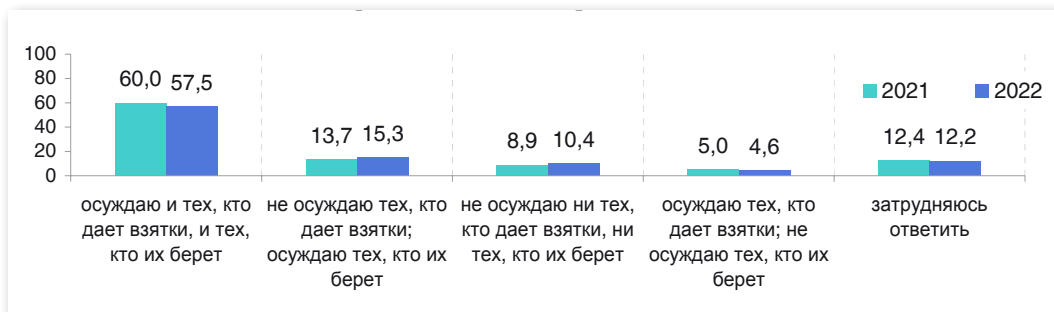 100
80
60
40
20
0
60,0 57,5
13,7 15,3
8,9 10,4
5,0 4,6
12,4 12,2
2021 2022
осуждаю и тех, кто
дает взятки, и тех,
кто их берет
не осуждаю тех, кто
дает взятки;
осуждаю тех, кто их
берет
не осуждаю ни тех,
кто дает взятки, ни
тех, кто их берет
осуждаю тех, кто
дает взятки; не
осуждаю тех, кто их
берет
затрудняюсь
ответить